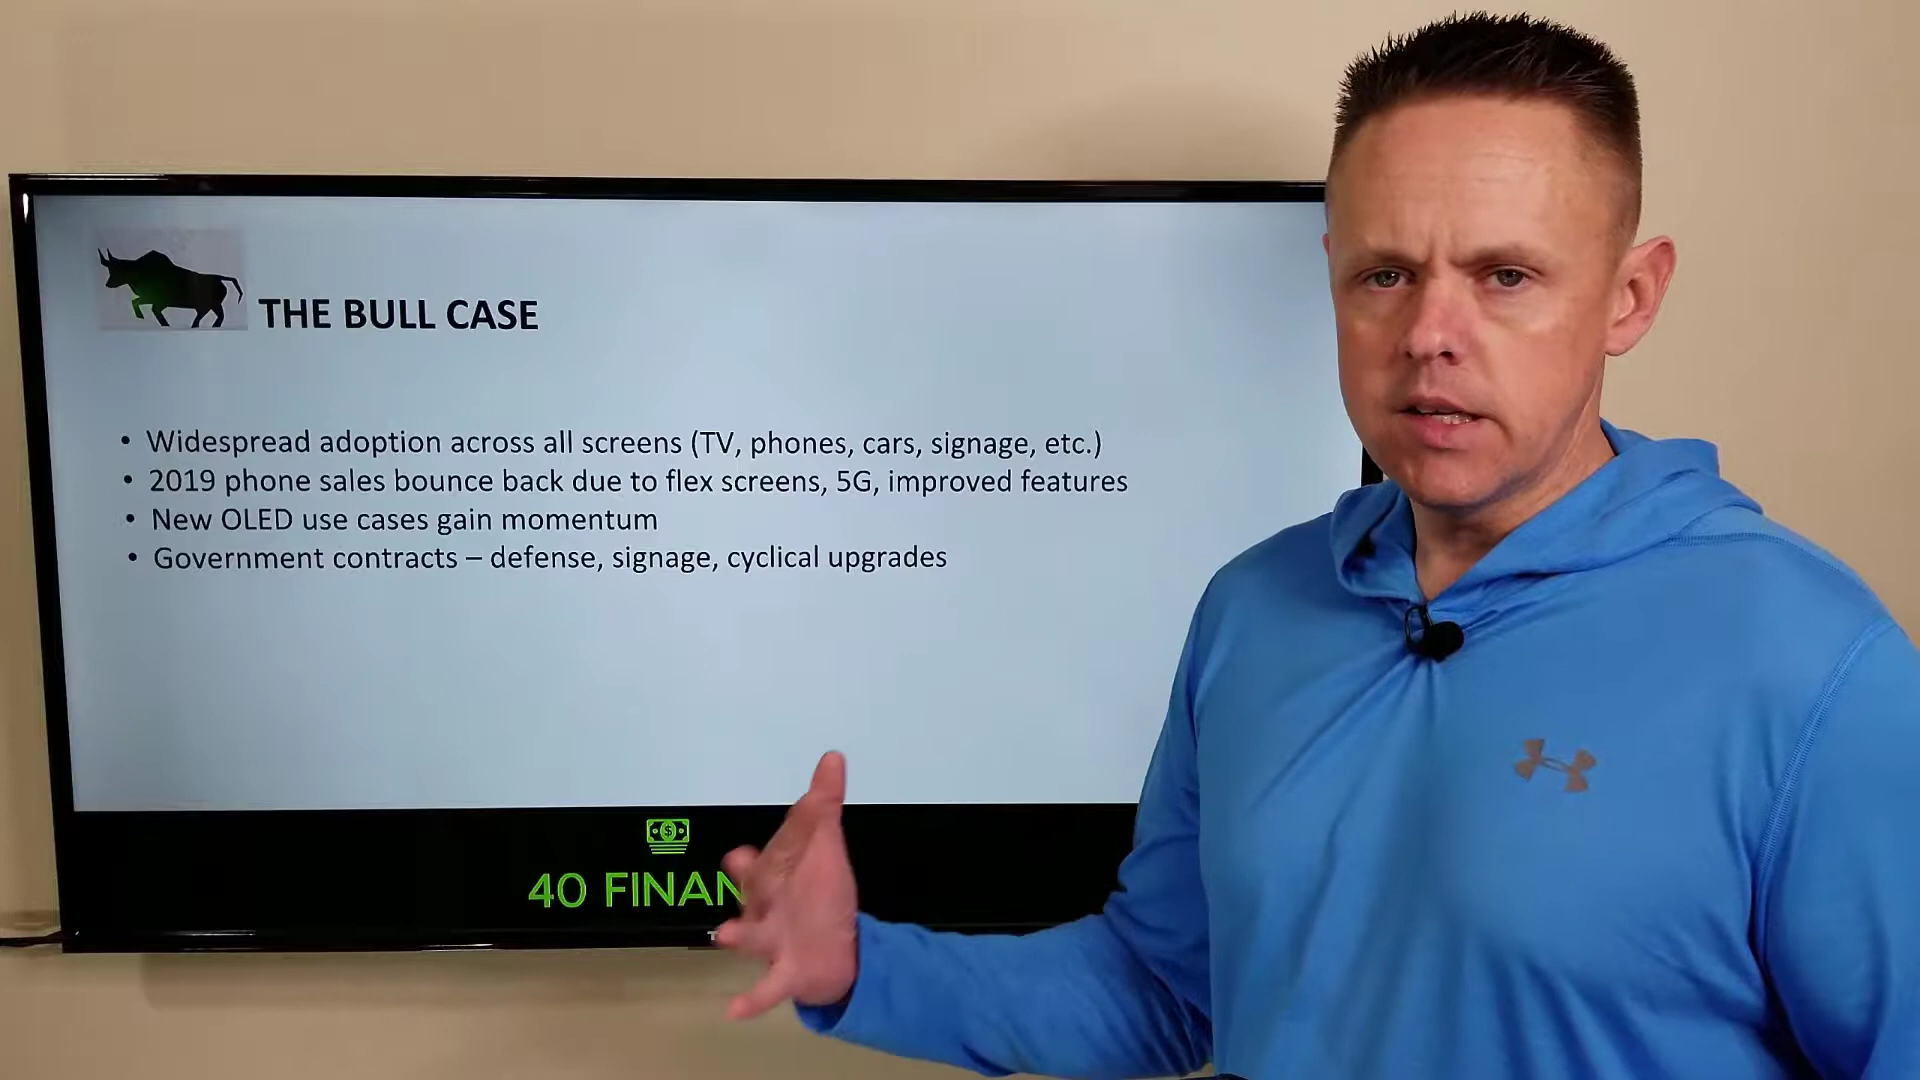 THE BULL CASE
• Widespread adoption across all screens (TV, phones, cars, signage, etc.)
• 2019 phone sales bounce back due to flex screens, 5G, improved features
• New OLED use cases gain momentum
• Government contracts – defense, signage, cyclical upgrades
40 FINAN